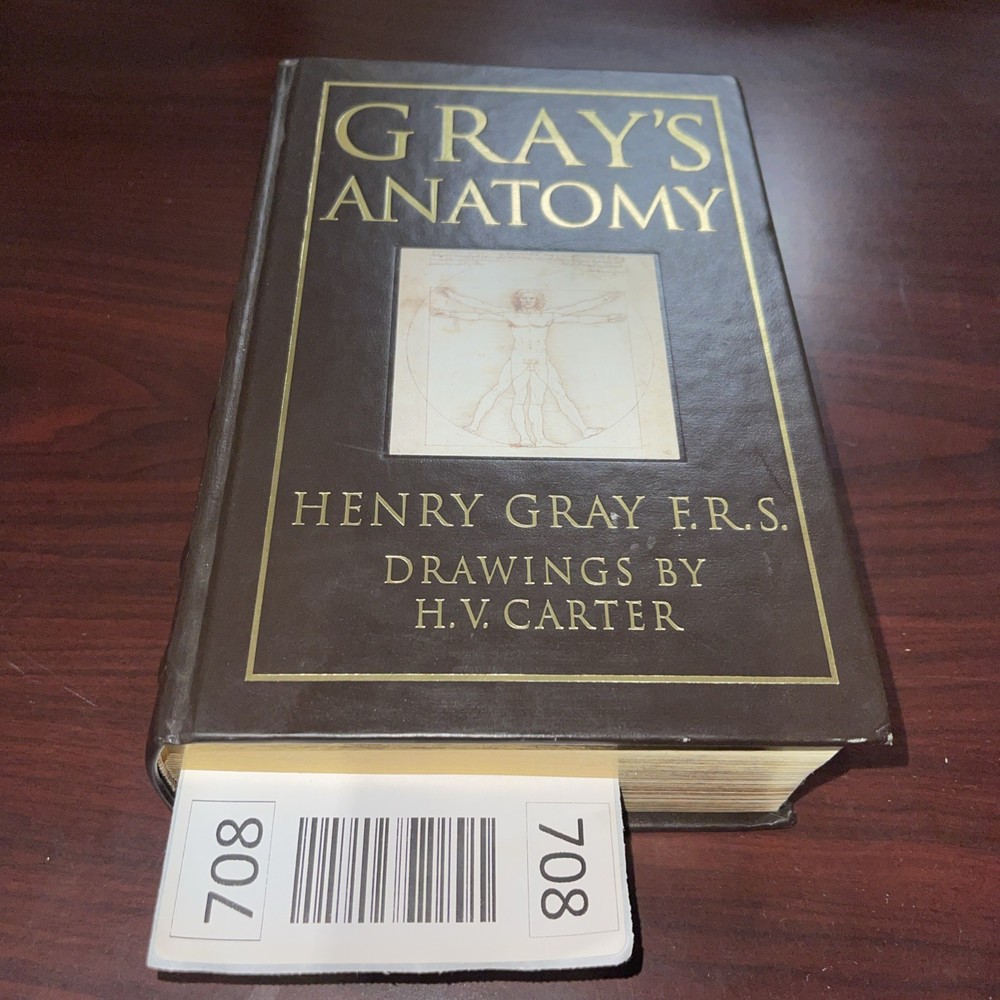 GRAY'S
ANATOMY
HENRY GRAY F.R.S.
DRAWINGS BY
H.V. CARTER
708
708